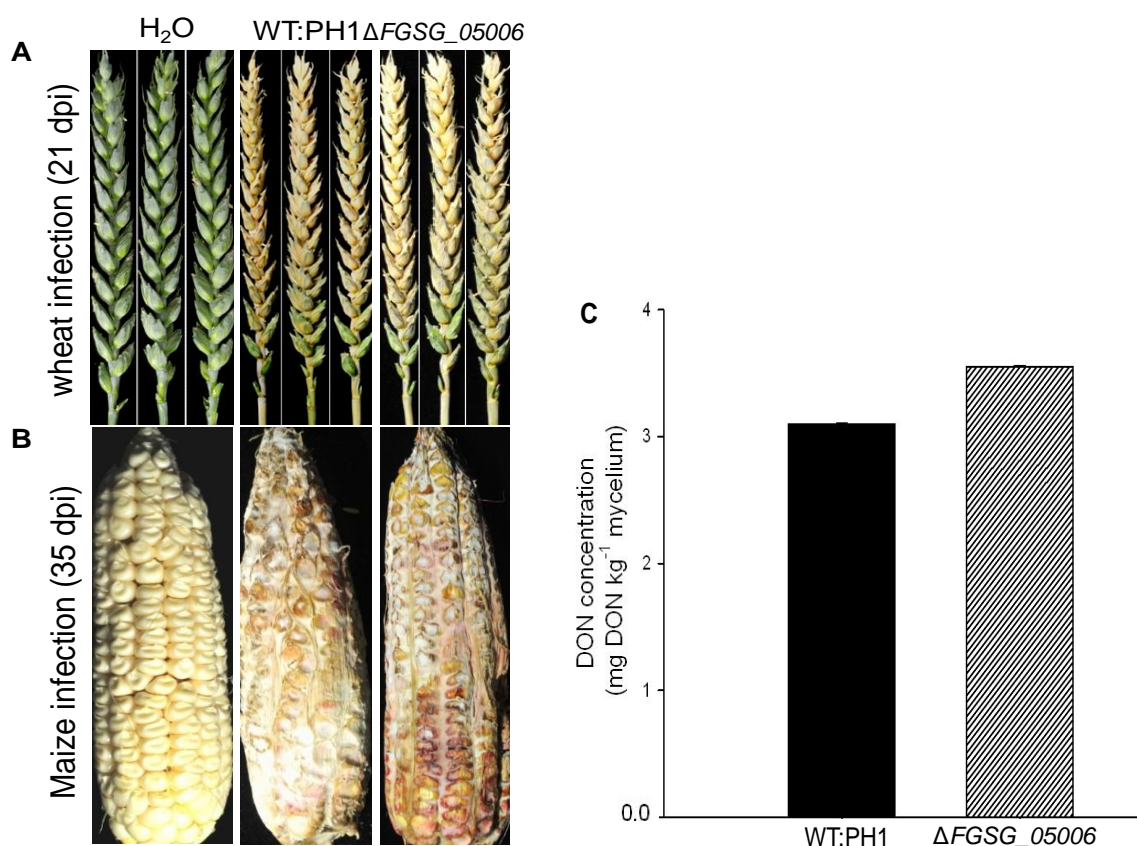 H₂O WT:PH1 ΔFGSG_05006
A
wheat infection (21 dpi)
B
Maize infection (35 dpi)
C
4
3
2
1
0.0
DON concentration
(mg DON kg⁻¹ mycelium)
WT:PH1 ΔFGSG_05006